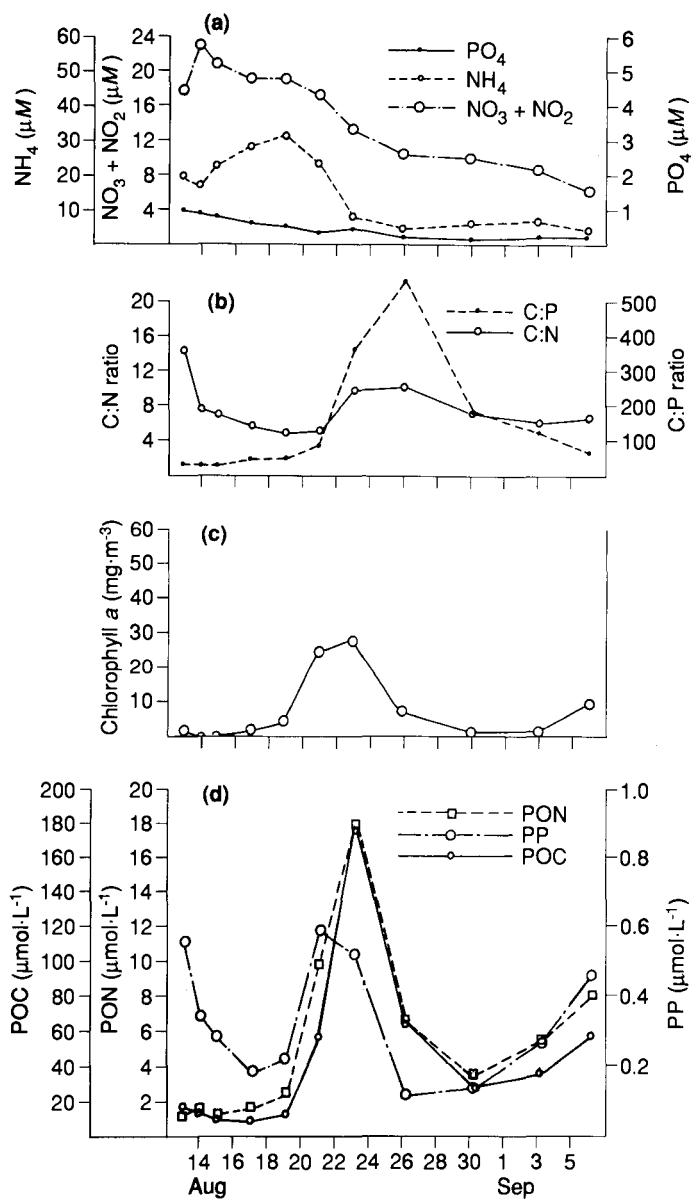 (a)
NH4 (µM)
60
50
40
30
20
10
NO3 + NO2 (µM)
24
20
16
12
8
4
PO4
NH4
NO3 + NO2
6
5
4
3
2
1
PO4 (µM)
(b)
C:N ratio
20
16
12
8
4
C:P
C:N
500
400
300
200
100
C:P ratio
(c)
Chlorophyll a (mg·m-3)
60
50
40
30
20
10
(d)
POC (µmol·L-1)
200
180
160
140
120
100
80
60
40
20
PON (µmol·L-1)
20
18
16
14
12
10
8
6
4
2
PON
PP
POC
1.0
0.8
0.6
0.4
0.2
PP (µmol·L-1)
14 16 18 20 22 24 26 28 30 1 3 5
Aug Sep